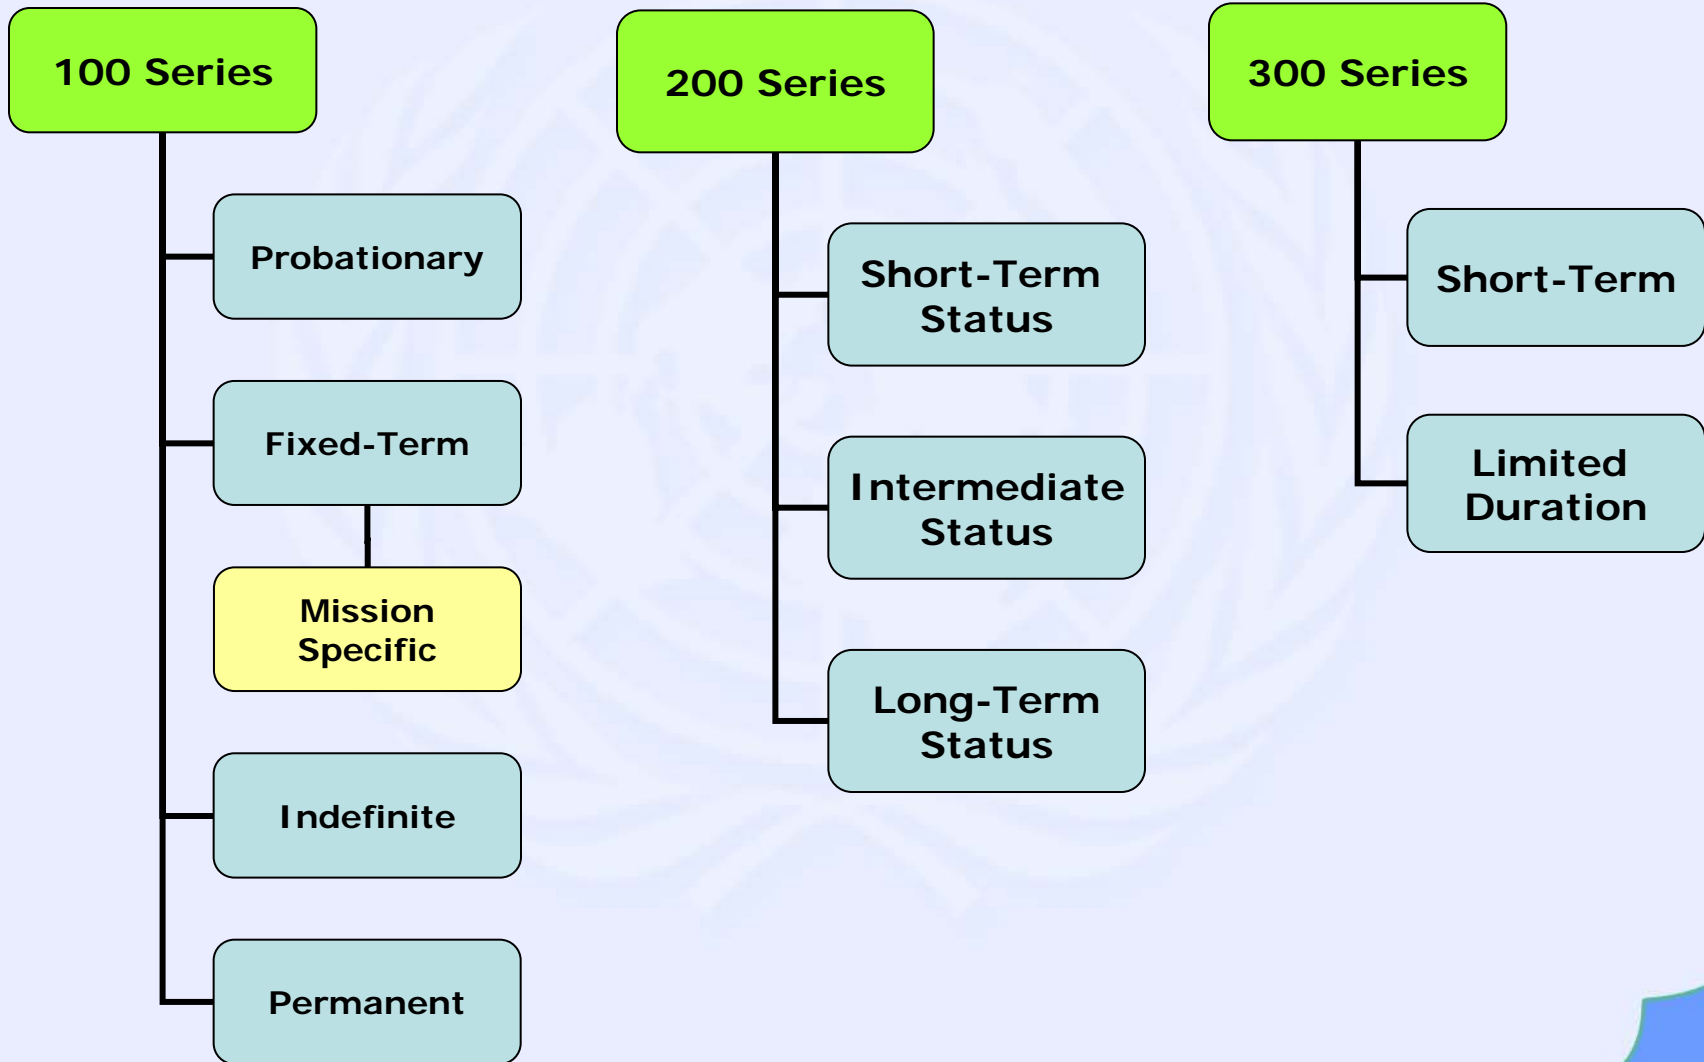 100 Series
Probationary
Fixed-Term
Mission
Specific
Indefinite
Permanent
200 Series
Short-Term
Status
Intermediate
Status
Long-Term
Status
300 Series
Short-Term
Limited
Duration